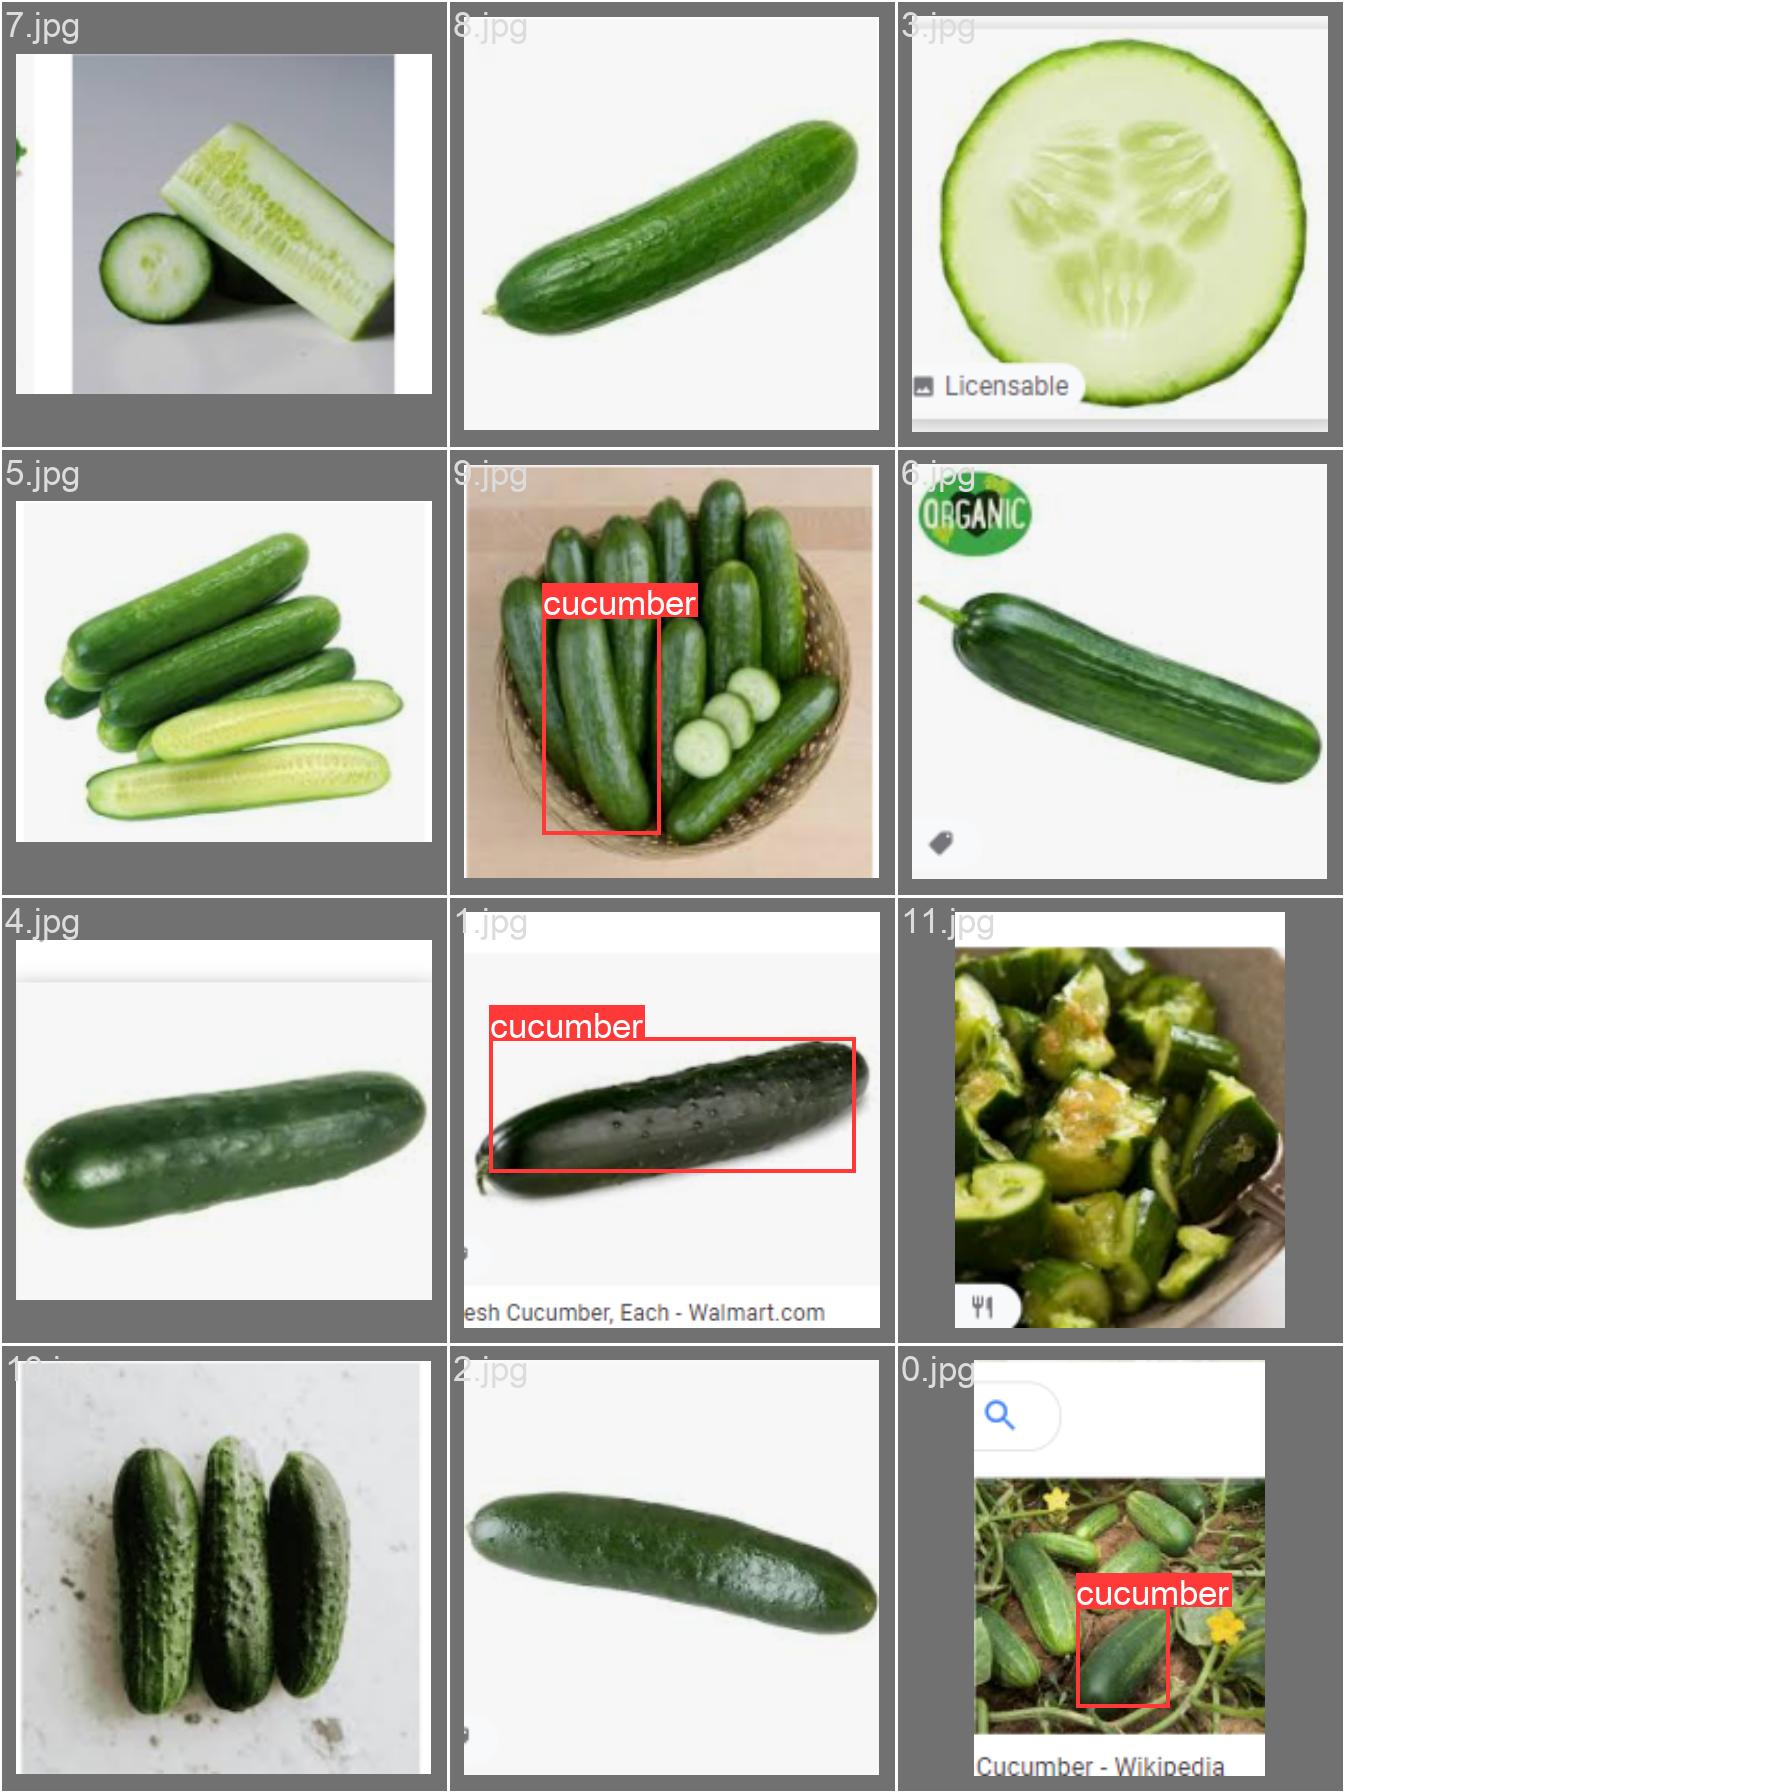 7.jpg
8.jpg
3.jpg
Licensable
5.jpg
9.jpg
cucumber
6.jpg
ORGANIC
4.jpg
1.jpg
cucumber
esh Cucumber, Each - Walmart.com
11.jpg
2.jpg
0.jpg
cucumber
Cucumber - Wikipedia